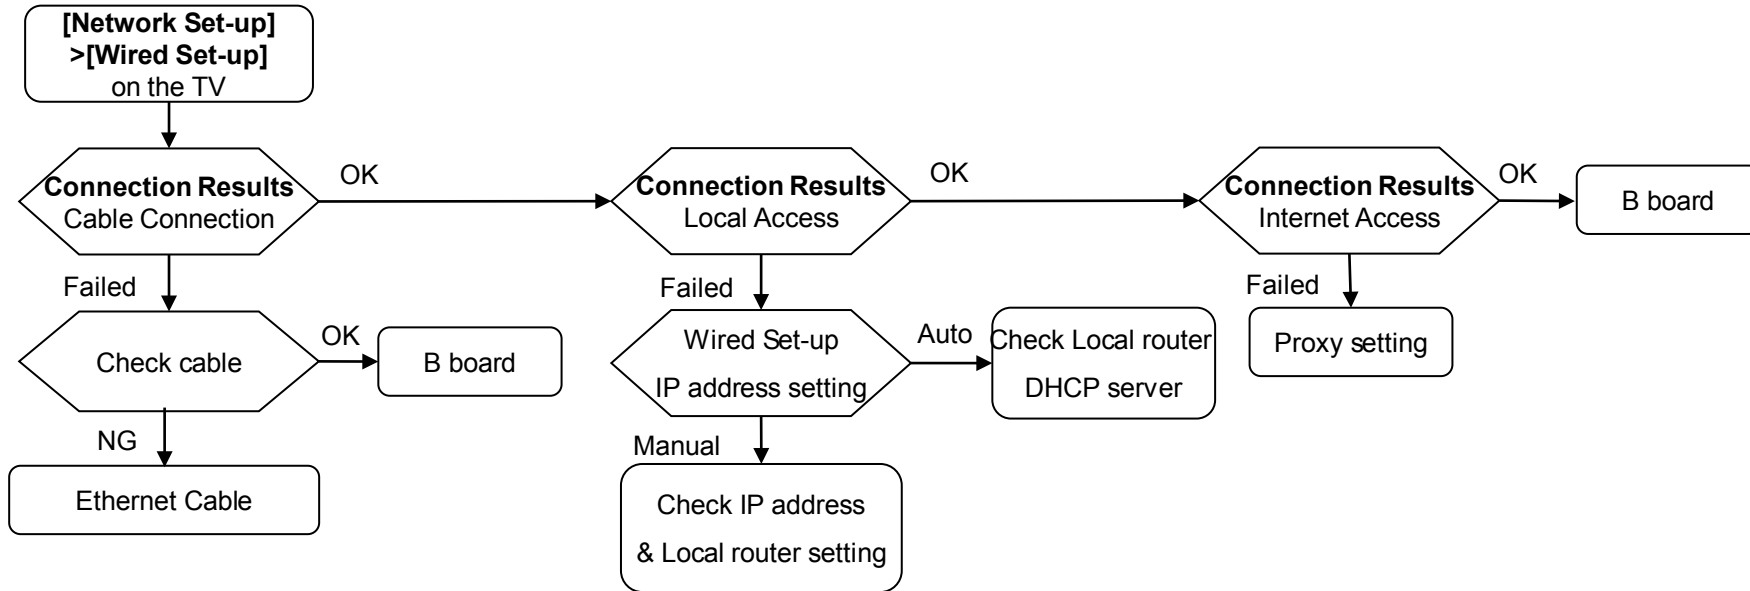 [Network Set-up]
>[Wired Set-up]
on the TV
Connection Results
Cable Connection
OK
Connection Results
Local Access
OK
Connection Results
Internet Access
OK
B board
Failed
Failed
Failed
Check cable
OK
B board
Wired Set-up
IP address setting
Auto
Check Local router
DHCP server
Proxy setting
NG
Manual
Ethernet Cable
Check IP address
& Local router setting